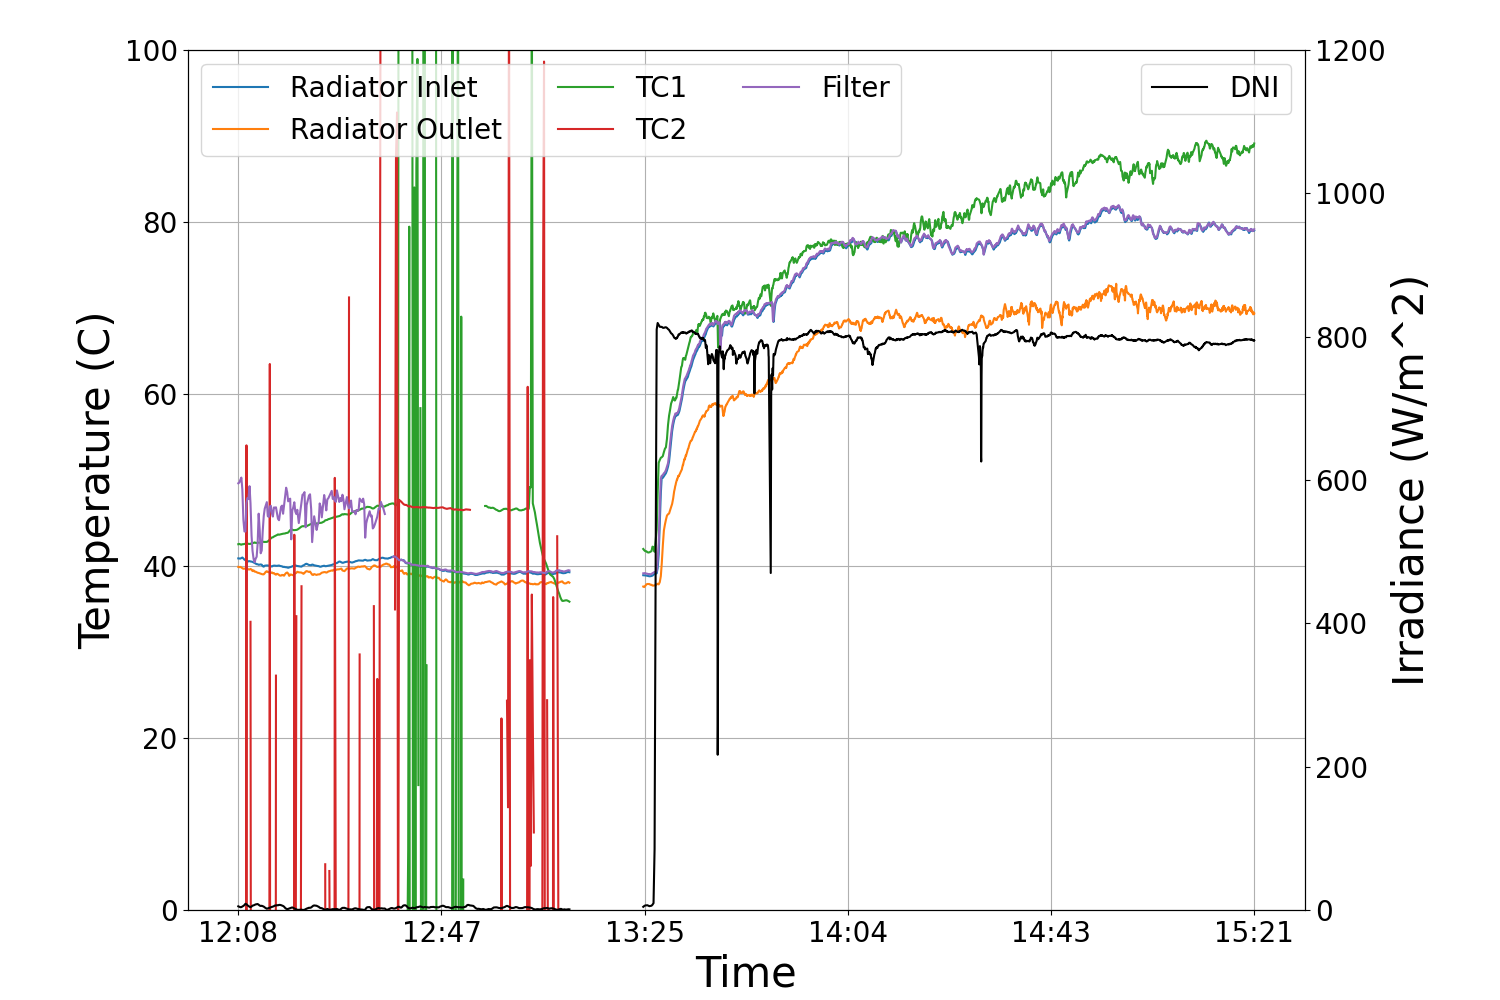 100
80
60
40
20
0
Temperature (C)
Radiator Inlet
Radiator Outlet
TC1
TC2
Filter
DNI
1200
1000
800
600
400
200
0
Irradiance (W/m^2)
12:08 12:47 13:25 14:04 14:43 15:21
Time